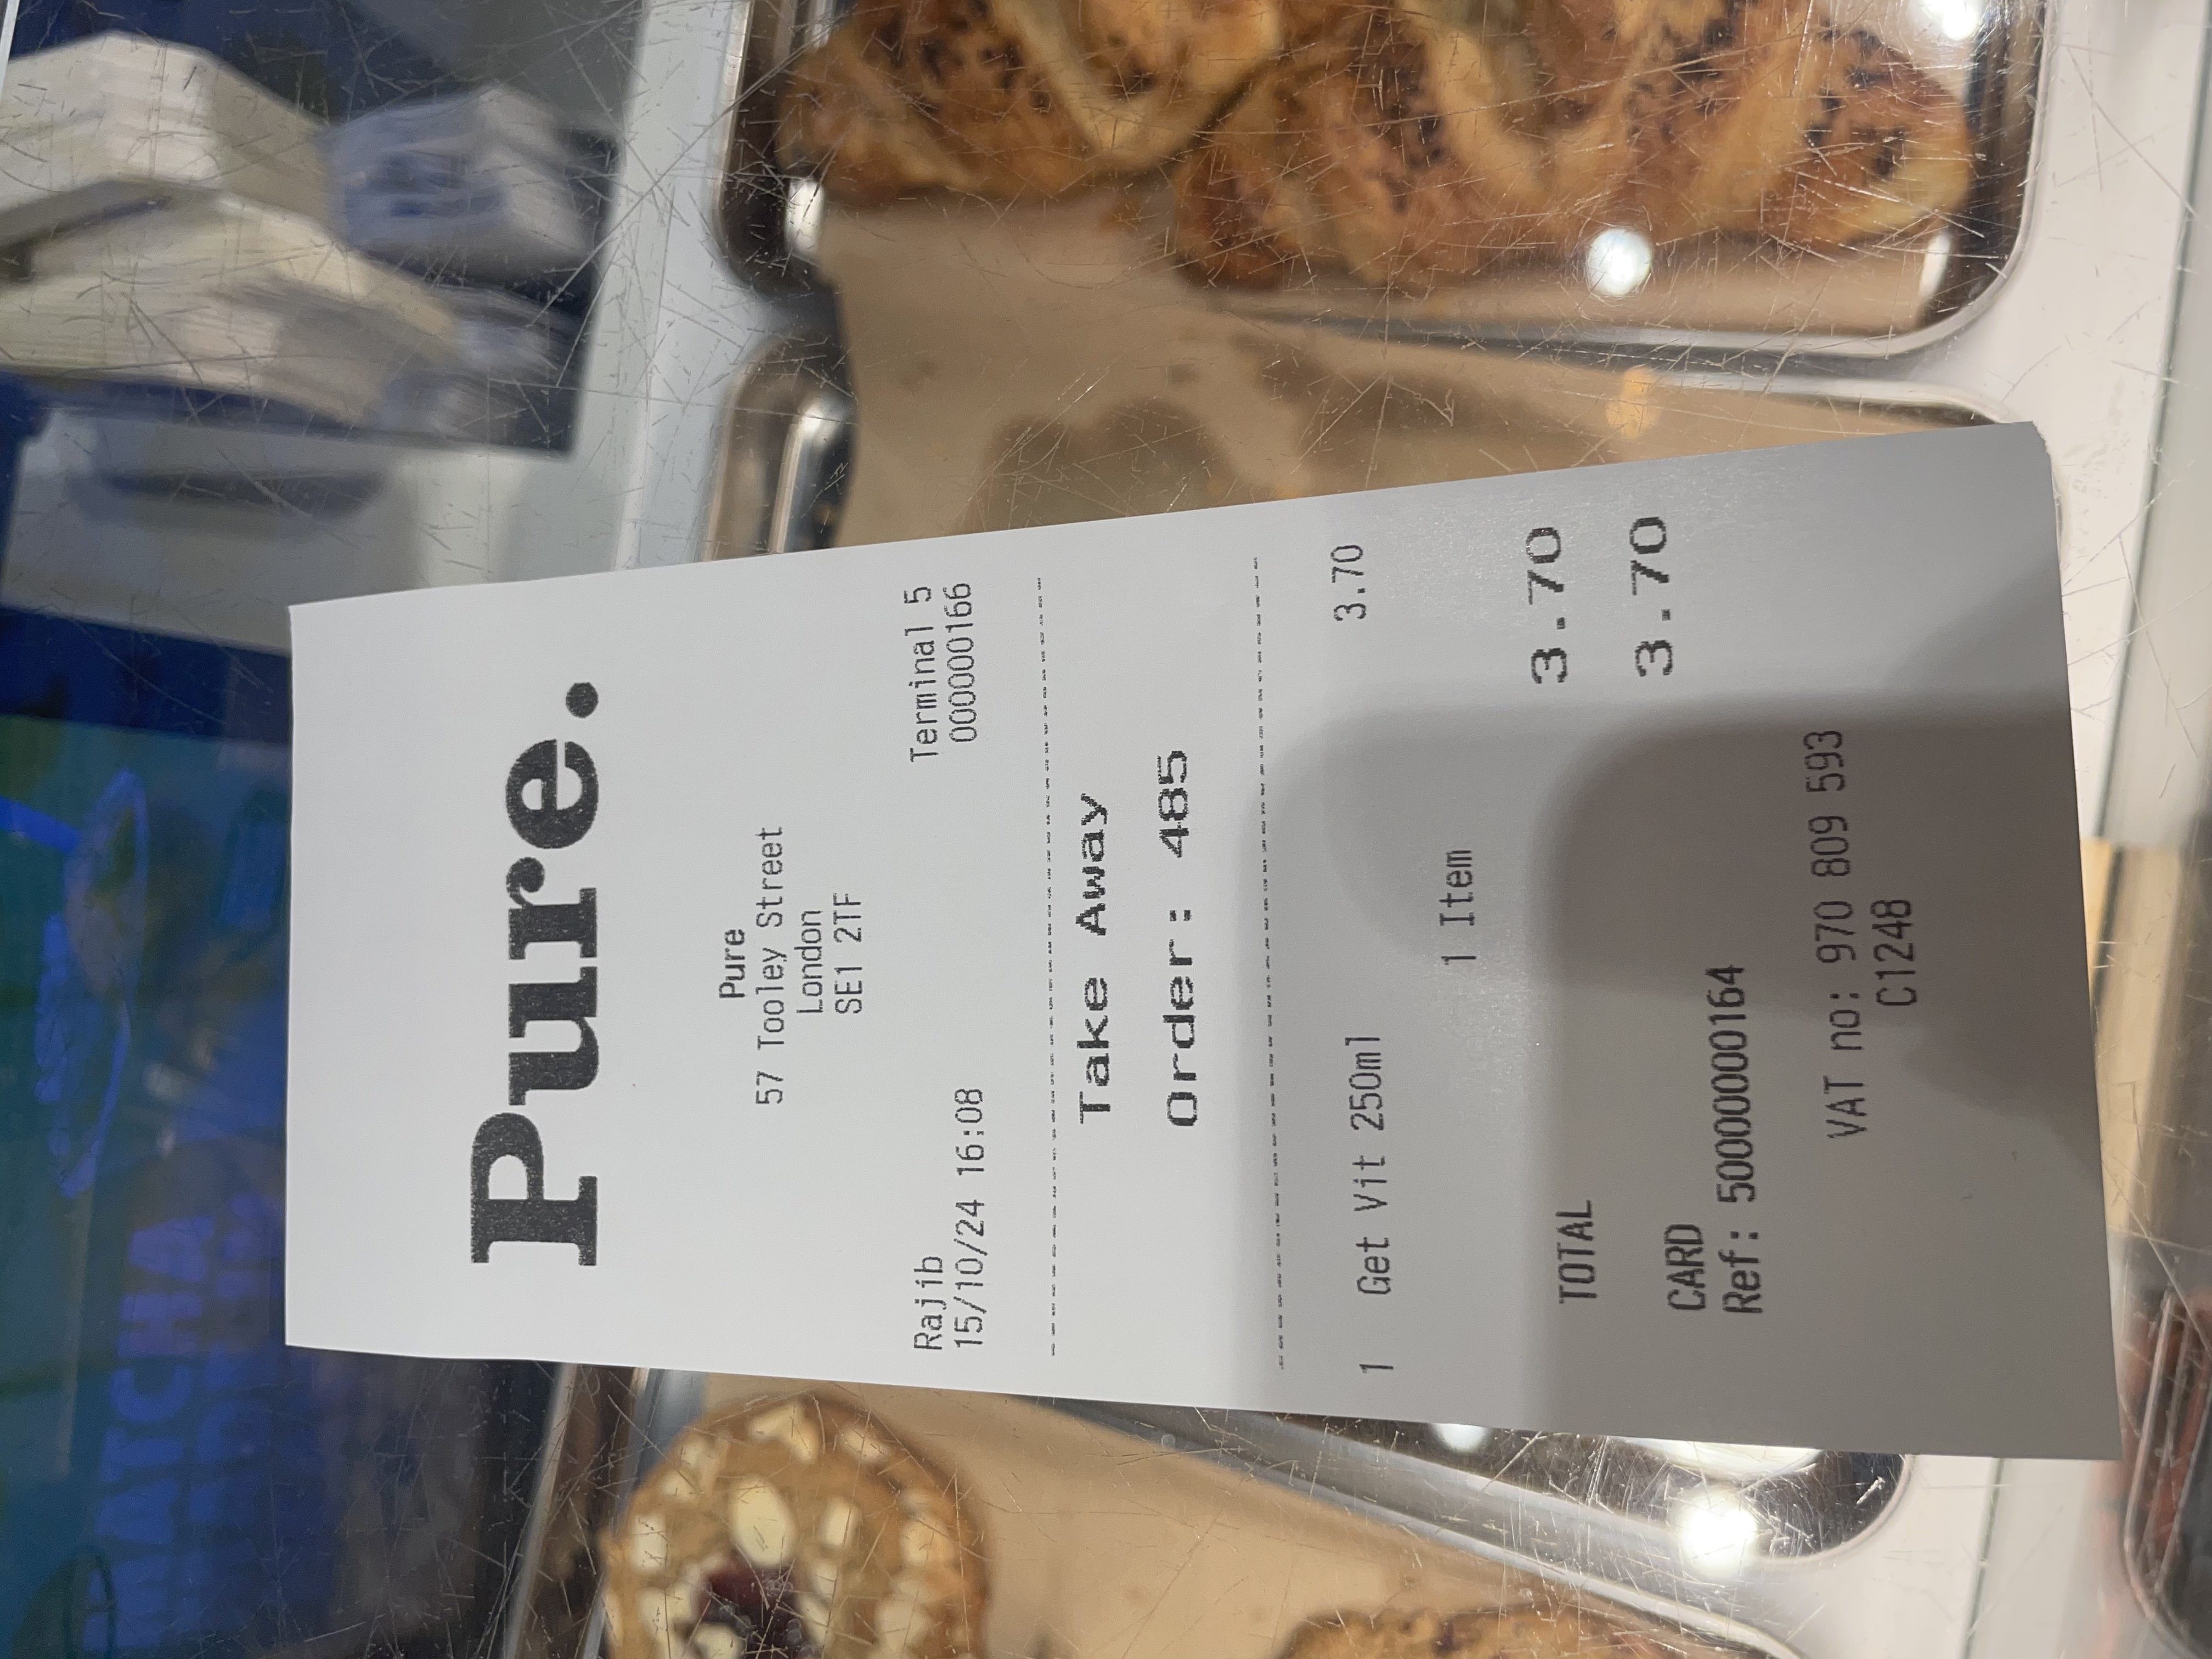 MATCHA
Pure.
Pure
57 Tooley Street
London
SE1 2TF
Rajib
Terminal 5
15/10/24 16:08
000000166
Take Away
Order: 485
1 Get Vit 250ml 3.70
1 Item
TOTAL 3.70
CARD 3.70
Ref: 50000000164
VAT no: 970 809 593
C1248